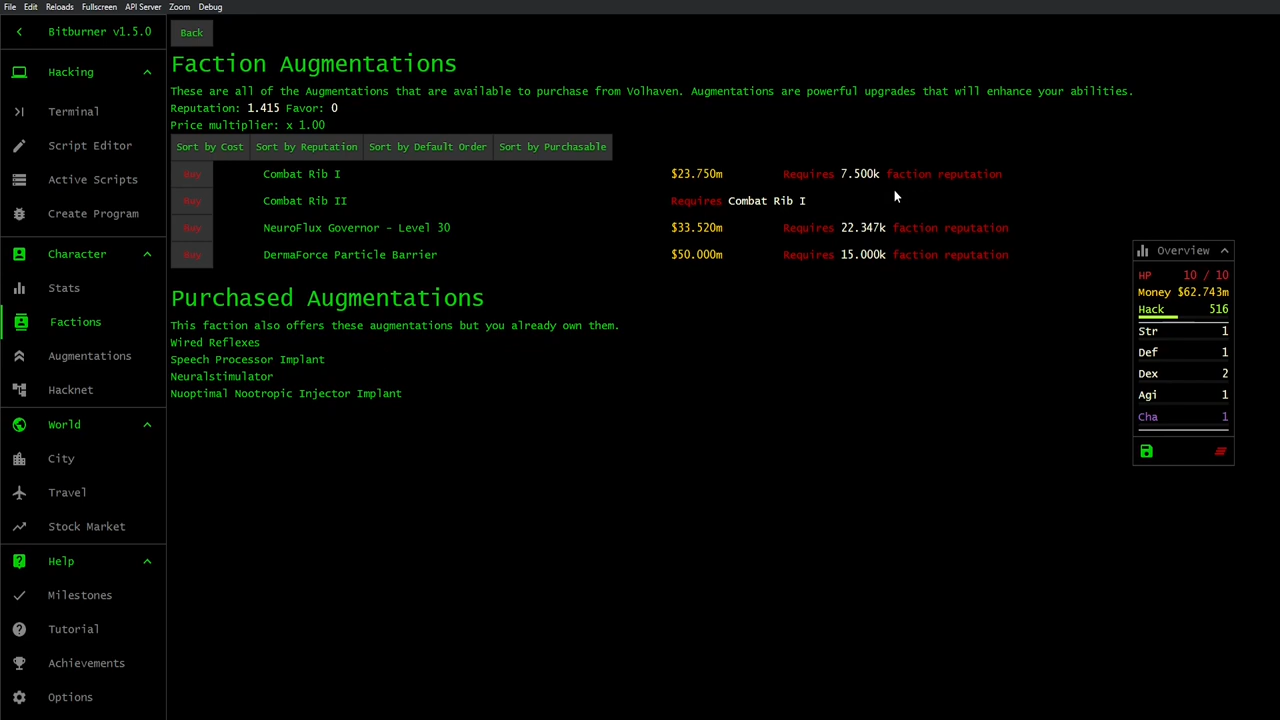 File Edit Reloads Fullscreen API Server Zoom Debug
Bitburner v1.5.0
Hacking
Terminal
Script Editor
Active Scripts
Create Program
Character
Stats
Factions
Augmentations
Hacknet
World
City
Travel
Stock Market
Help
Milestones
Tutorial
Achievements
Options
Back
Faction Augmentations
These are all of the Augmentations that are available to purchase from Volhaven. Augmentations are powerful upgrades that will enhance your abilities.
Reputation: 1.415 Favor: 0
Price multiplier: x 1.00
Sort by Cost Sort by Reputation Sort by Default Order Sort by Purchasable
Buy Combat Rib I $23.750m Requires 7.500k faction reputation
Buy Combat Rib II Requires Combat Rib I
Buy NeuroFlux Governor - Level 30 $33.520m Requires 22.347k faction reputation
Buy DermaForce Particle Barrier $50.000m Requires 15.000k faction reputation
Purchased Augmentations
This faction also offers these augmentations but you already own them.
Wired Reflexes
Speech Processor Implant
Neuralstimulator
Nuoptimal Nootropic Injector Implant
Overview
HP 10 / 10
Money $62.743m
Hack 516
Str 1
Def 1
Dex 2
Agi 1
Cha 1